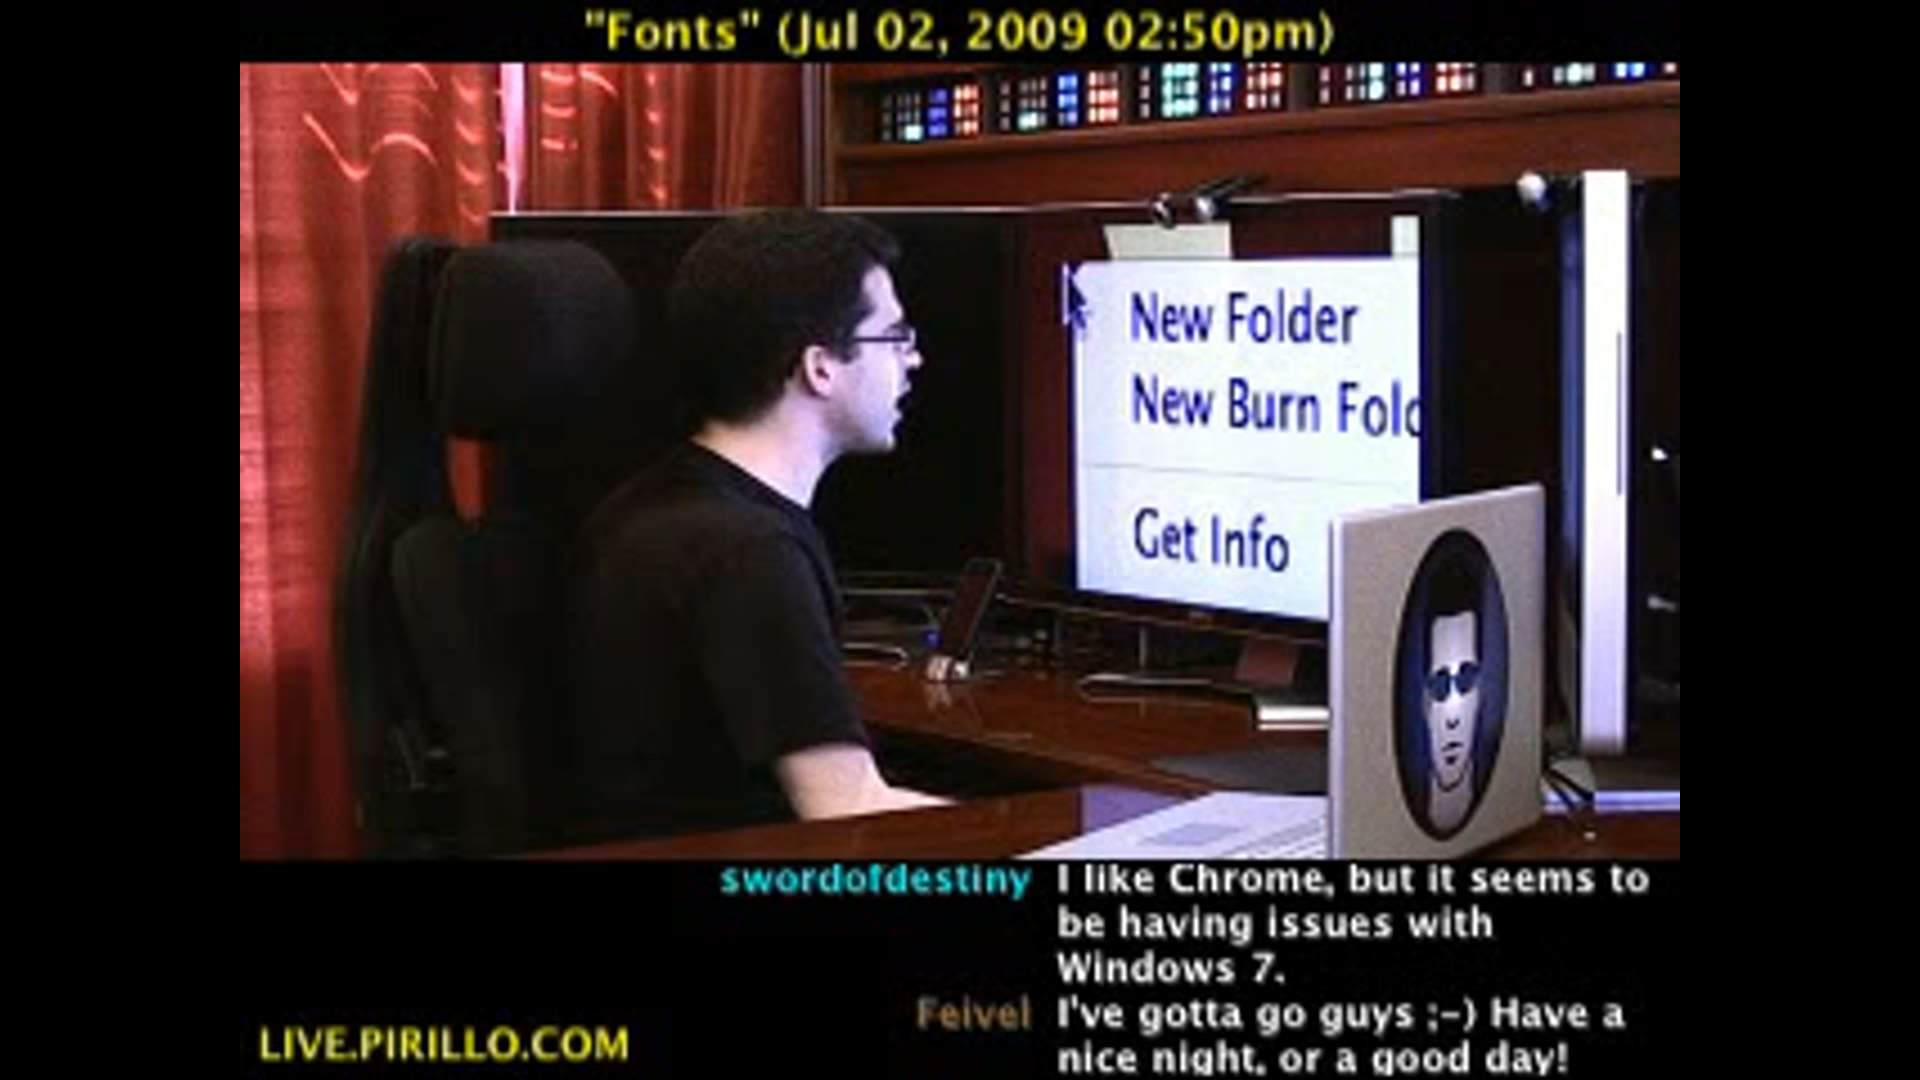 "Fonts" (Jul 02, 2009 02:50pm)
New Folder
New Burn Fold
Get Info
swordofdestiny I like Chrome, but it seems to
be having issues with
Windows 7.
Feivel I've gotta go guys ;-) Have a
nice night, or a good day!
LIVE.PIRILLO.COM